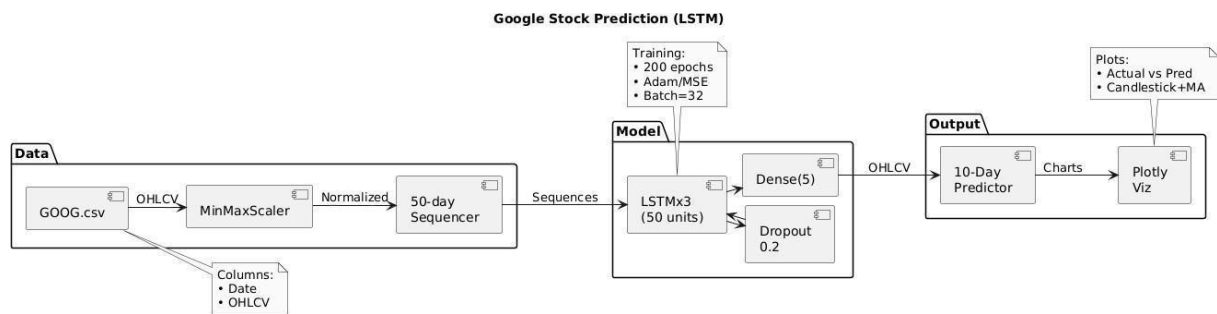 Google Stock Prediction (LSTM)
Training:
• 200 epochs
• Adam/MSE
• Batch=32
Plots:
• Actual vs Pred
• Candlestick+MA
Data
GOOG.csv
OHLCV
MinMaxScaler
Normalized
50-day
Sequencer
Columns:
• Date
• OHLCV
Sequences
Model
LSTMx3
(50 units)
Dense(5)
Dropout
0.2
OHLCV
Output
10-Day
Predictor
Charts
Plotly
Viz